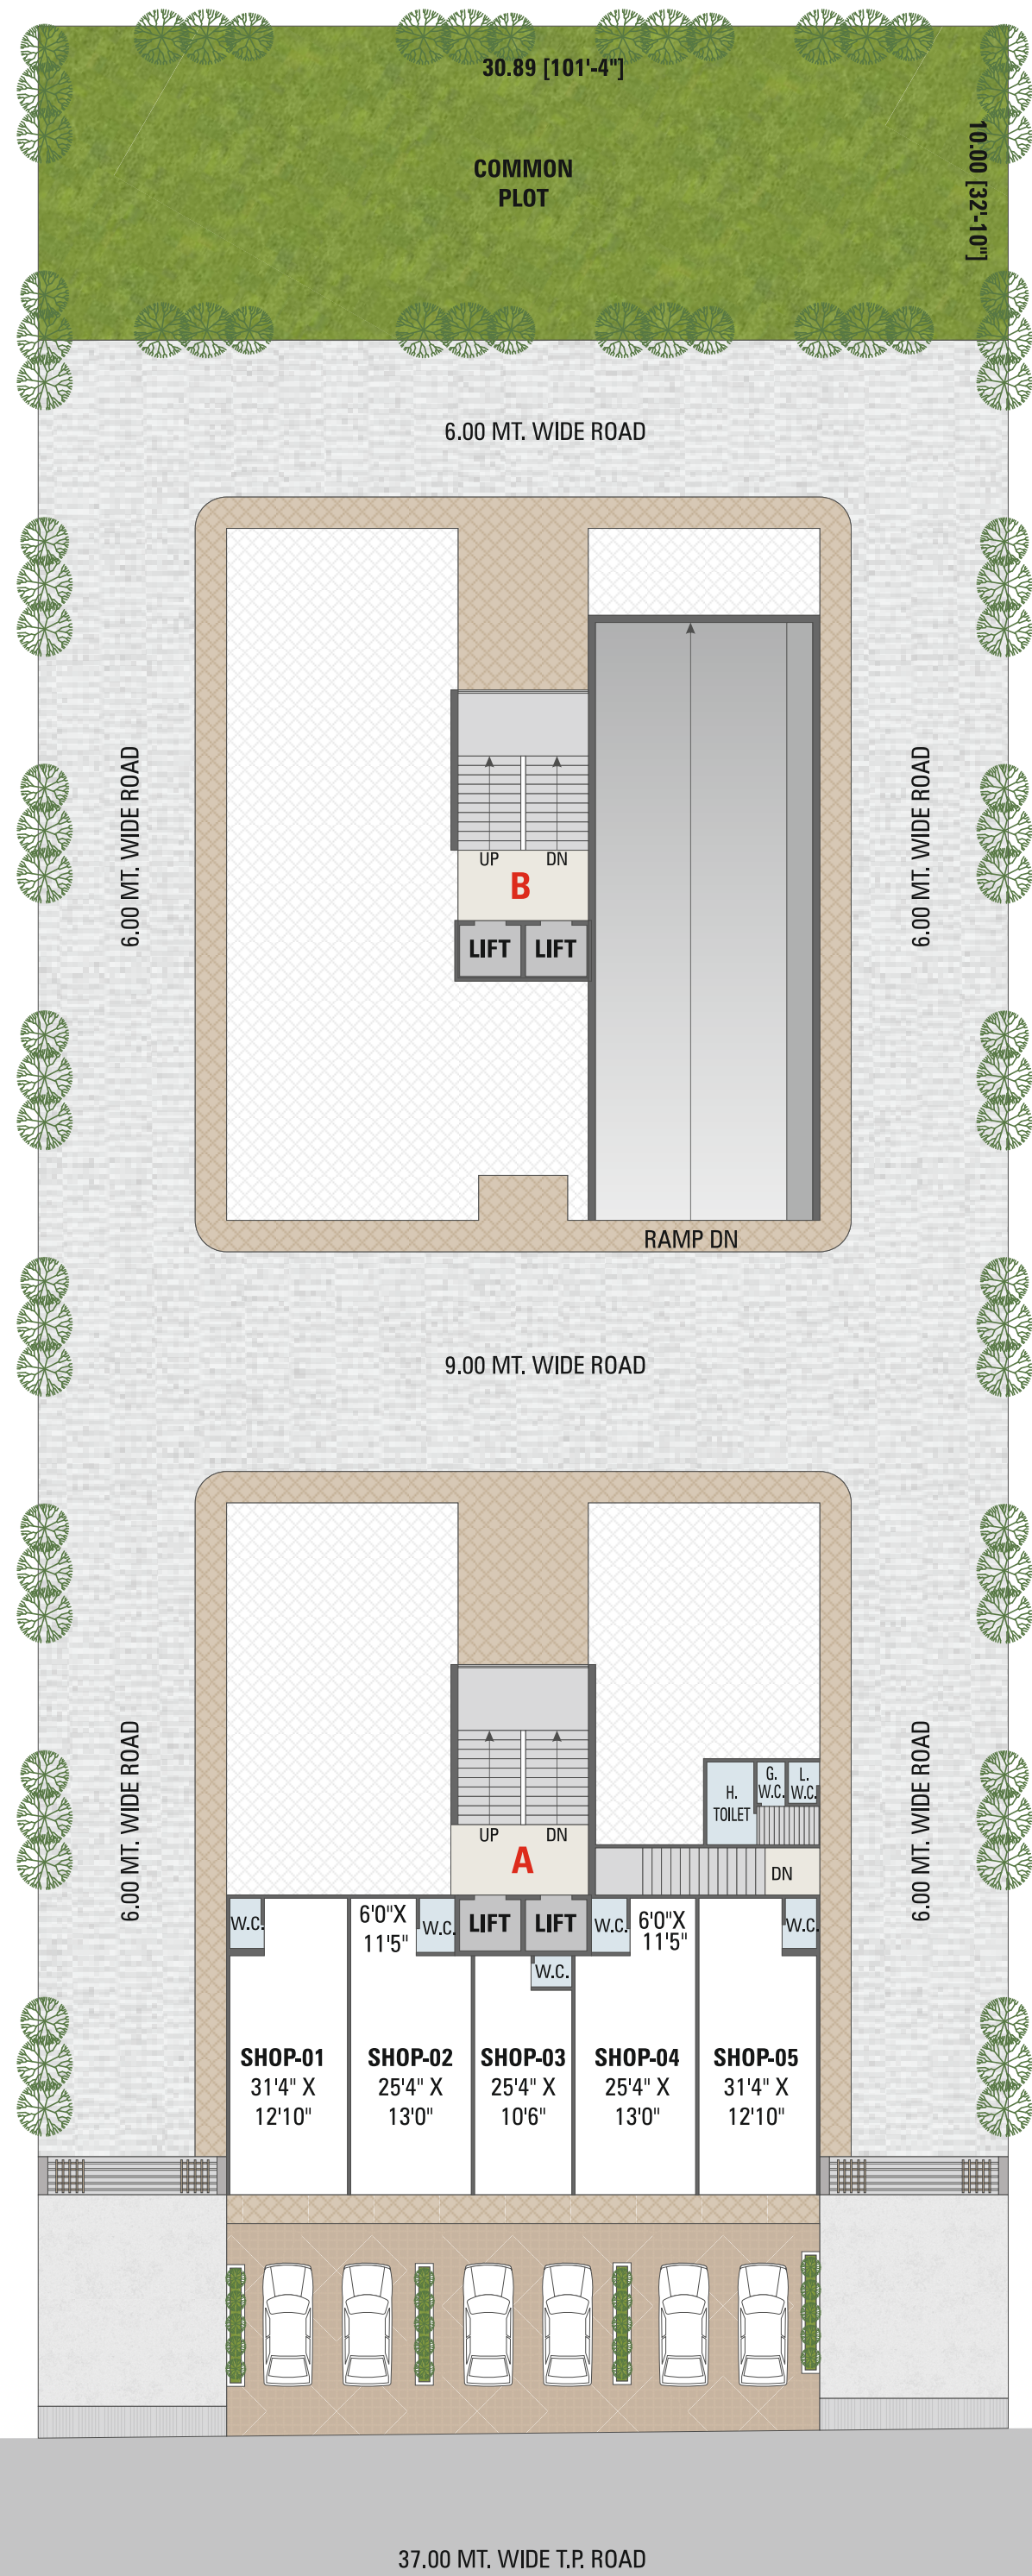 30.89 [101'-4"]
10.00 [32'-10"]
COMMON
PLOT
6.00 MT. WIDE ROAD
6.00 MT. WIDE ROAD
6.00 MT. WIDE ROAD
UP
DN
B
LIFT
LIFT
RAMP DN
9.00 MT. WIDE ROAD
6.00 MT. WIDE ROAD
6.00 MT. WIDE ROAD
H.
TOILET
G.
W.C.
L.
W.C.
UP
DN
A
DN
W.C.
6'0"X
11'5"
W.C.
LIFT
LIFT
W.C.
6'0"X
11'5"
W.C.
W.C.
SHOP-01
31'4" X
12'10"
SHOP-02
25'4" X
13'0"
SHOP-03
25'4" X
10'6"
SHOP-04
25'4" X
13'0"
SHOP-05
31'4" X
12'10"
37.00 MT. WIDE T.P. ROAD